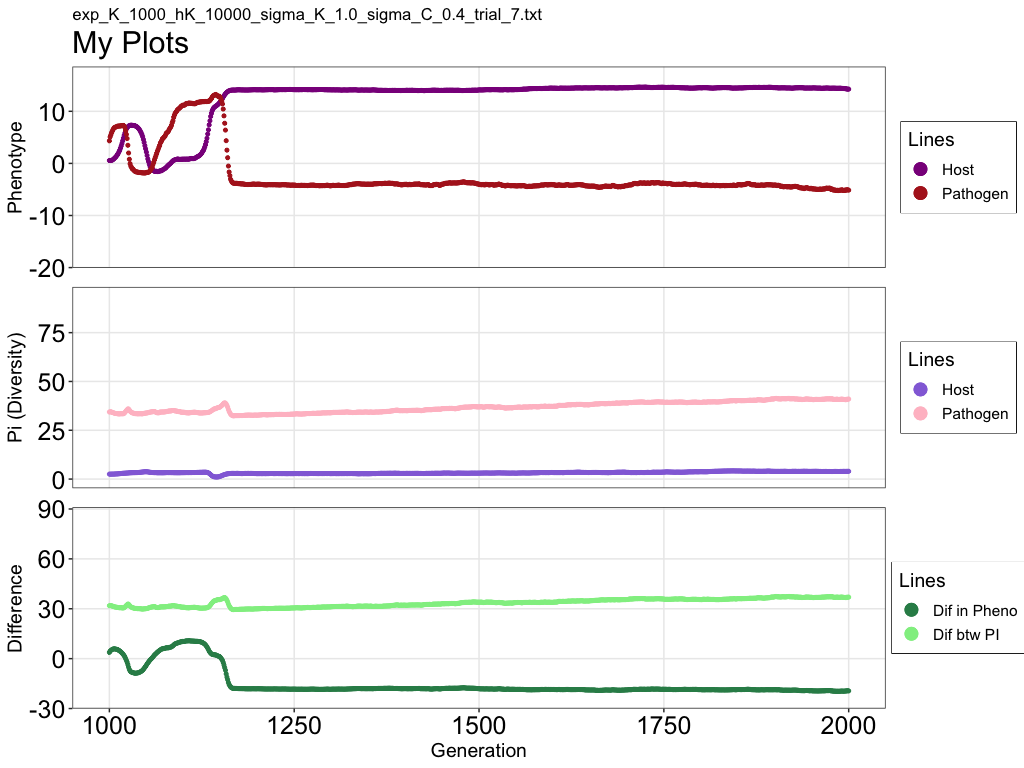 exp_K_1000_hK_10000_sigma_K_1.0_sigma_C_0.4_trial_7.txt
My Plots
Phenotype
10
0
-10
-20
Lines
Host
Pathogen
Pi (Diversity)
75
50
25
0
Lines
Host
Pathogen
Difference
90
60
30
0
-30
Lines
Dif in Pheno
Dif btw PI
1000 1250 1500 1750 2000
Generation